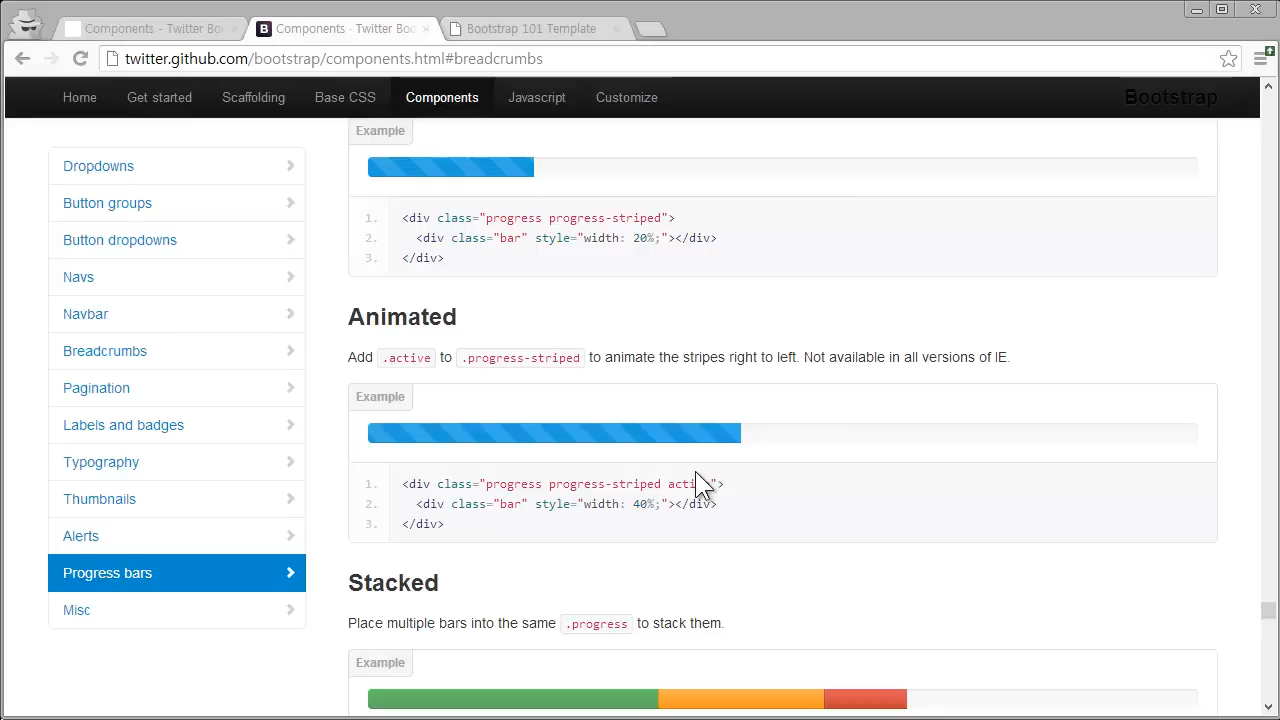 Components · Twitter Bo
Components · Twitter Boo
Bootstrap 101 Template
twitter.github.com/bootstrap/components.html#breadcrumbs
Home Get started Scaffolding Base CSS Components Javascript Customize Bootstrap
Dropdowns
Button groups
Button dropdowns
Navs
Navbar
Breadcrumbs
Pagination
Labels and badges
Typography
Thumbnails
Alerts
Progress bars
Misc
Example
1. <div class="progress progress-striped">
2. <div class="bar" style="width: 20%;"></div>
3. </div>
Animated
Add .active to .progress-striped to animate the stripes right to left. Not available in all versions of IE.
Example
1. <div class="progress progress-striped active">
2. <div class="bar" style="width: 40%;"></div>
3. </div>
Stacked
Place multiple bars into the same .progress to stack them.
Example